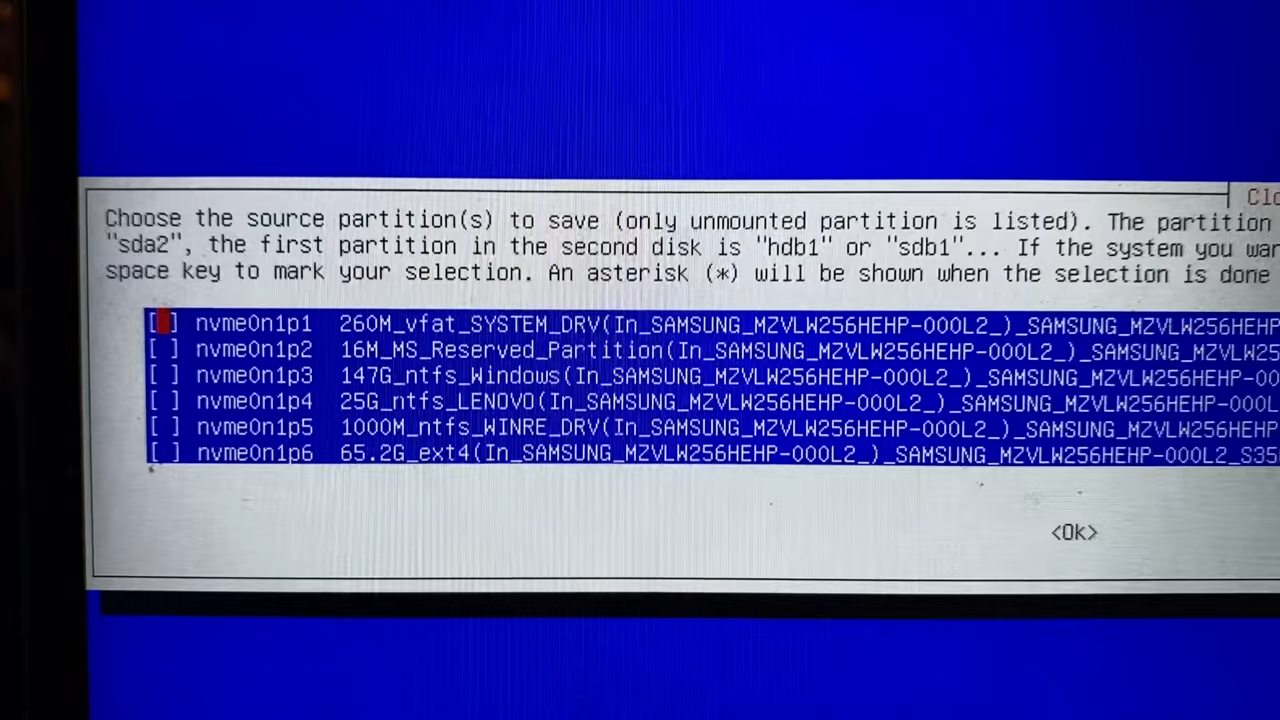 Clo
Choose the source partition(s) to save (only unmounted partition is listed). The partition
"sda2", the first partition in the second disk is "hdb1" or "sdb1"... If the system you wan
space key to mark your selection. An asterisk (*) will be shown when the selection is done
[ ] nvme0n1p1 260M_vfat_SYSTEM_DRV(In_SAMSUNG_MZVLW256HEHP-000L2_)_SAMSUNG_MZVLW256HEHP
[ ] nvme0n1p2 16M_MS_Reserved_Partition(In_SAMSUNG_MZVLW256HEHP-000L2_)_SAMSUNG_MZVLW25
[ ] nvme0n1p3 147G_ntfs_Windows(In_SAMSUNG_MZVLW256HEHP-000L2_)_SAMSUNG_MZVLW256HEHP-00
[ ] nvme0n1p4 25G_ntfs_LENOVO(In_SAMSUNG_MZVLW256HEHP-000L2_)_SAMSUNG_MZVLW256HEHP-000L
[ ] nvme0n1p5 1000M_ntfs_WINRE_DRV(In_SAMSUNG_MZVLW256HEHP-000L2_)_SAMSUNG_MZVLW256HEHP
[ ] nvme0n1p6 65.2G_ext4(In_SAMSUNG_MZVLW256HEHP-000L2_)_SAMSUNG_MZVLW256HEHP-000L2_S35
<Ok>